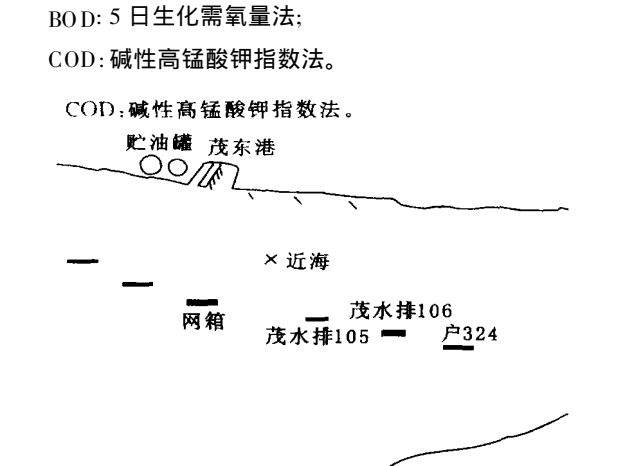 BOD: 5 日生化需氧量法;
COD: 碱性高锰酸钾指数法。
COD:碱性高锰酸钾指数法。
贮油罐 茂东港
× 近海
茂水排106
网箱
茂水排105 户324